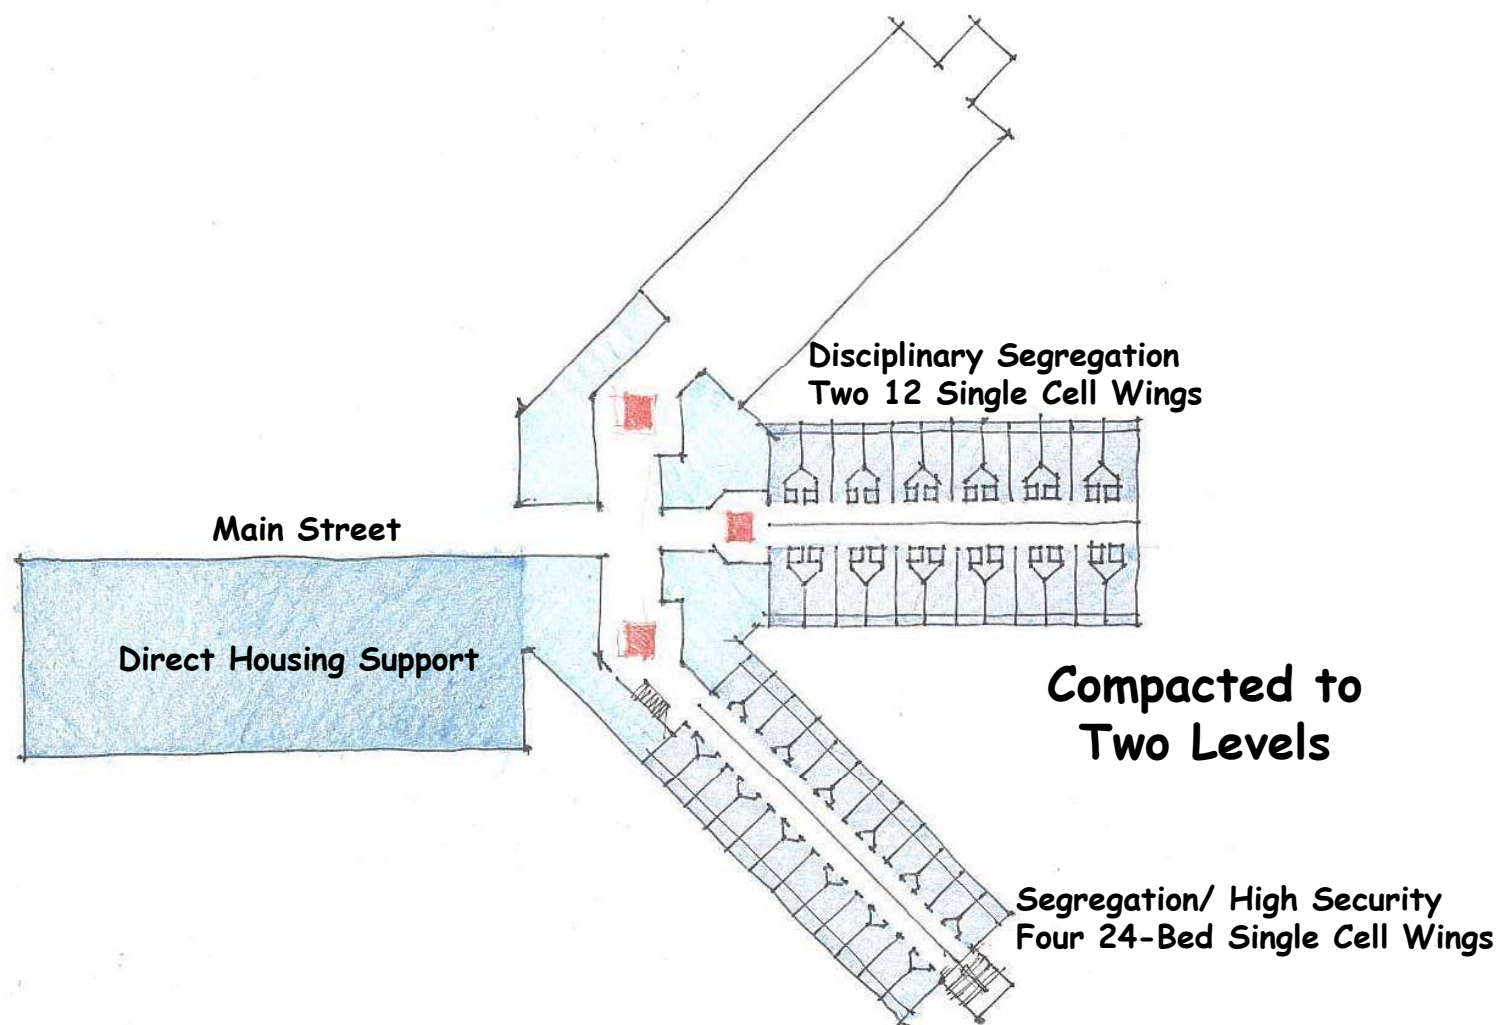 Disciplinary Segregation
Two 12 Single Cell Wings
Main Street
Direct Housing Support
Compacted to
Two Levels
Segregation/ High Security
Four 24-Bed Single Cell Wings